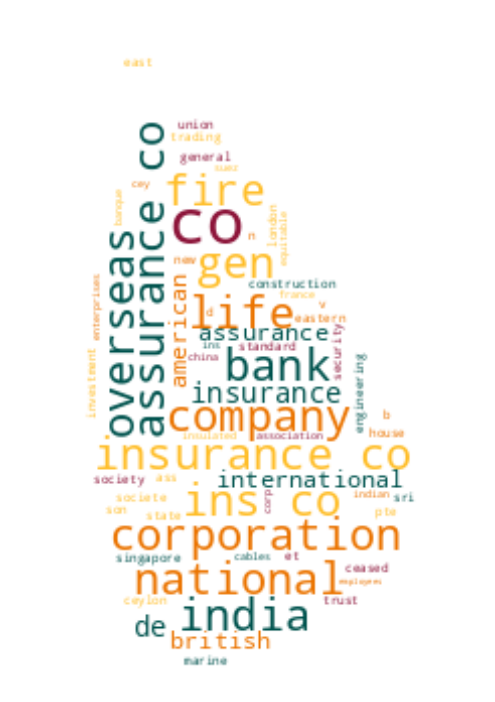 east
union
trading
general
suez
cey
fire
banque
co
co
n
london
equitable
assurance co
overseas
new
gen
construction
france
v
enterprises
american
d
life
eastern
assurance
ins
standard
china
security
bank
investment
engineering
insurance
company
b
house
insulated
association
insurance co
society
ass
international
societe
ins co
corp
indian
sri
son
state
pte
corporation
singapore
cables
et
ceased
national
employees
ceylon
trust
de
india
british
marine